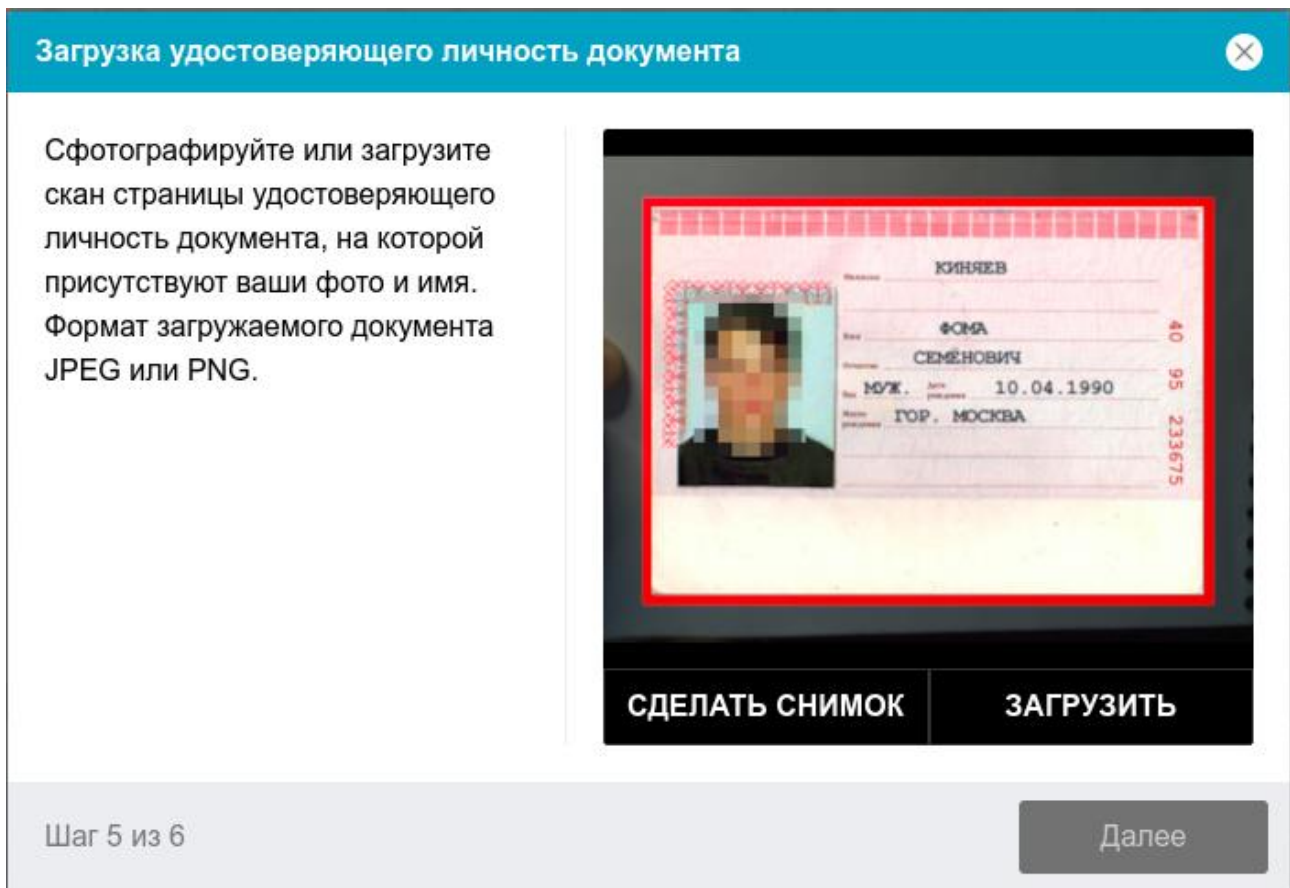 Загрузка удостоверяющего личность документа
Сфотографируйте или загрузите
скан страницы удостоверяющего
личность документа, на которой
присутствуют ваши фото и имя.
Формат загружаемого документа
JPEG или PNG.
КИНЯЕВ
ФОМА
СЕМЁНОВИЧ
МУЖ. 10.04.1990
ГОР. МОСКВА
40 95 233675
СДЕЛАТЬ СНИМОК
ЗАГРУЗИТЬ
Шаг 5 из 6
Далее